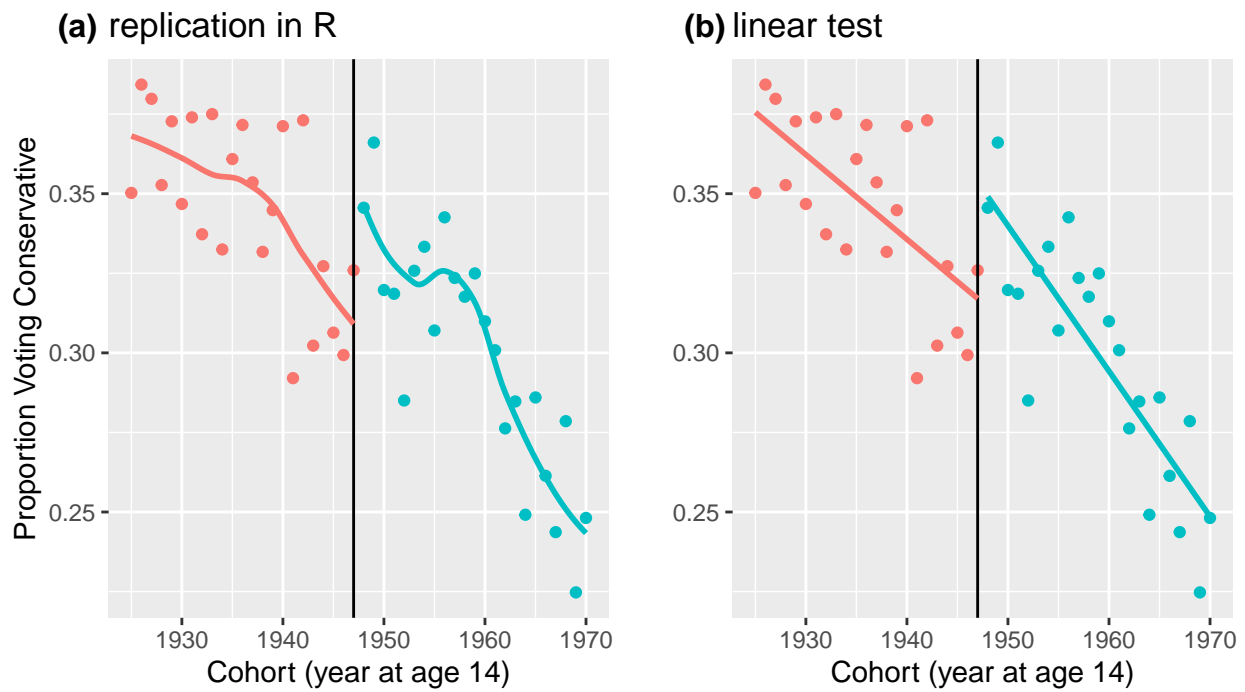 (a) replication in R
(b) linear test
Proportion Voting Conservative
0.35
0.30
0.25
1930 1940 1950 1960 1970
Cohort (year at age 14)
0.35
0.30
0.25
1930 1940 1950 1960 1970
Cohort (year at age 14)